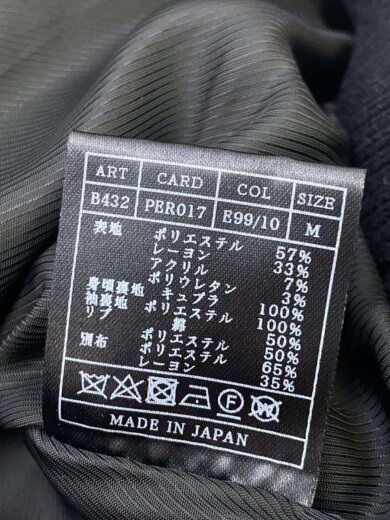 ART CARD COL SIZE
B432 PER017 E99/10 M
表地 ポリエステル 57%
レーヨン 33%
アクリル 7%
ポリウレタン 3%
身頃裏地 キュプラ 100%
袖裏地 ポリエステル 100%
リブ 綿 50%
ポリエステル 50%
別布 ポリエステル 65%
レーヨン 35%
MADE IN JAPAN